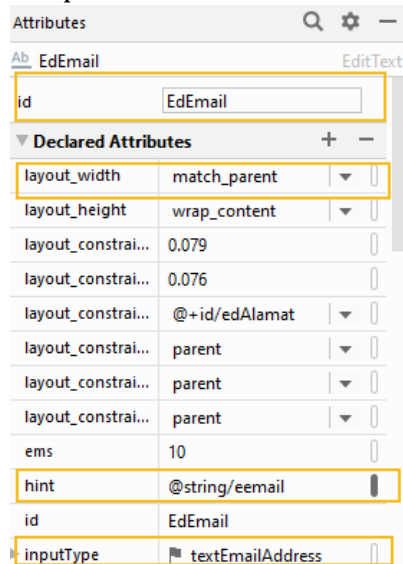 Attributes
Ab EdEmail EditText
id EdEmail
Declared Attributes
layout_width match_parent
layout_height wrap_content
layout_constrai... 0.079
layout_constrai... 0.076
layout_constrai... @+id/edAlamat
layout_constrai... parent
layout_constrai... parent
layout_constrai... parent
ems 10
hint @string/eemail
id EdEmail
inputType textEmailAddress